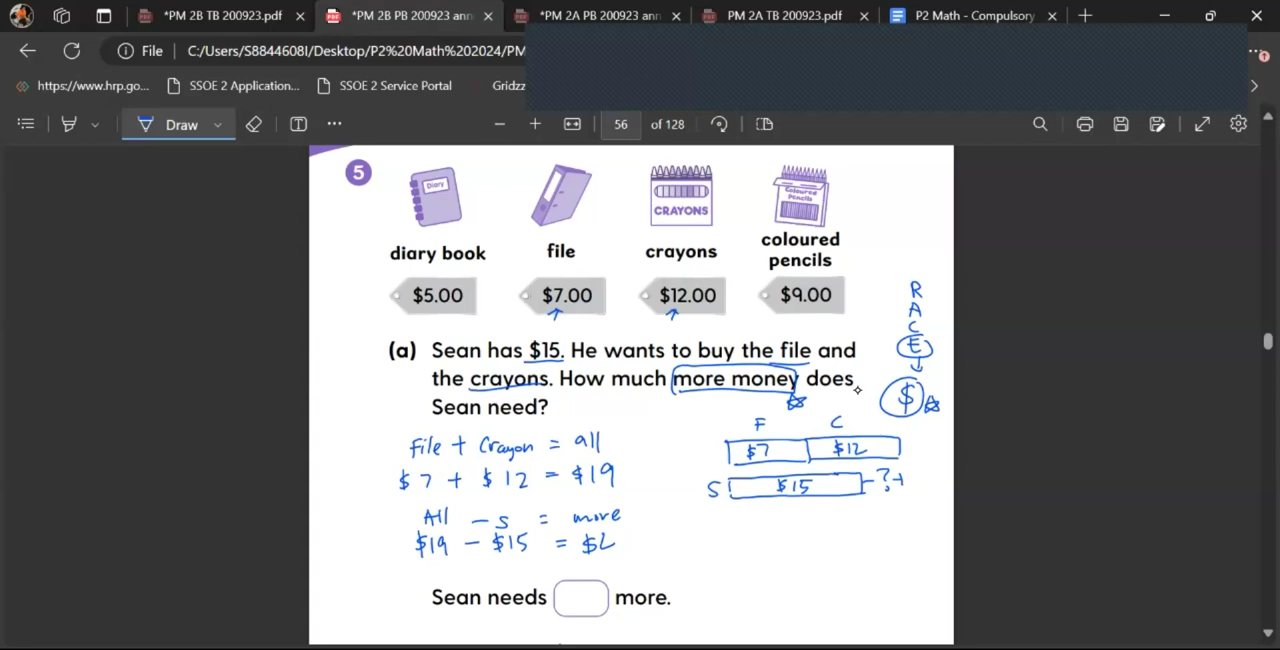 *PM 2B TB 200923.pdf
*PM 2B PB 200923 ann
*PM 2A PB 200923 ann
PM 2A TB 200923.pdf
P2 Math - Compulsory
File
C:/Users/S8844608I/Desktop/P2%20Math%202024/PM
https://www.hrp.go...
SSOE 2 Application...
SSOE 2 Service Portal
Gridzz
Draw
56 of 128
5
Diary
CRAYONS
Coloured
Pencils
diary book
file
crayons
coloured
pencils
$5.00
$7.00
$12.00
$9.00
R
A
C
E
$
(a) Sean has $15. He wants to buy the file and
the crayons. How much more money does
Sean need?
F C
$7 $12
S $15 ?
File + Crayon = all
$7 + $12 = $19
All - S = more
$19 - $15 = $
Sean needs more.